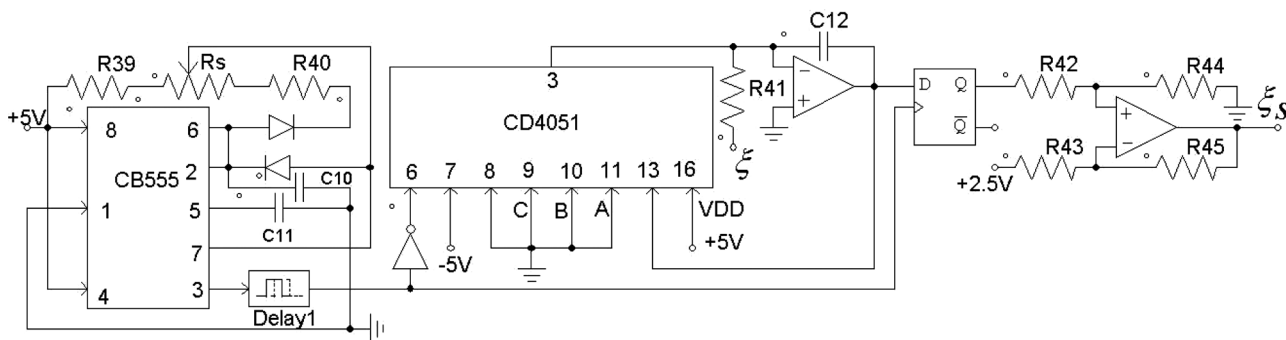 C12
R39 Rs R40
3
R41
D Q
Q
R42 R44
+5V
8 6
CD4051
ξ
ξs
2
CB555
C10
R43 R45
+2.5V
6 7 8 9 10 11 13 16
1 5
C11
C B A VDD
7
-5V
+5V
4 3
Delay1